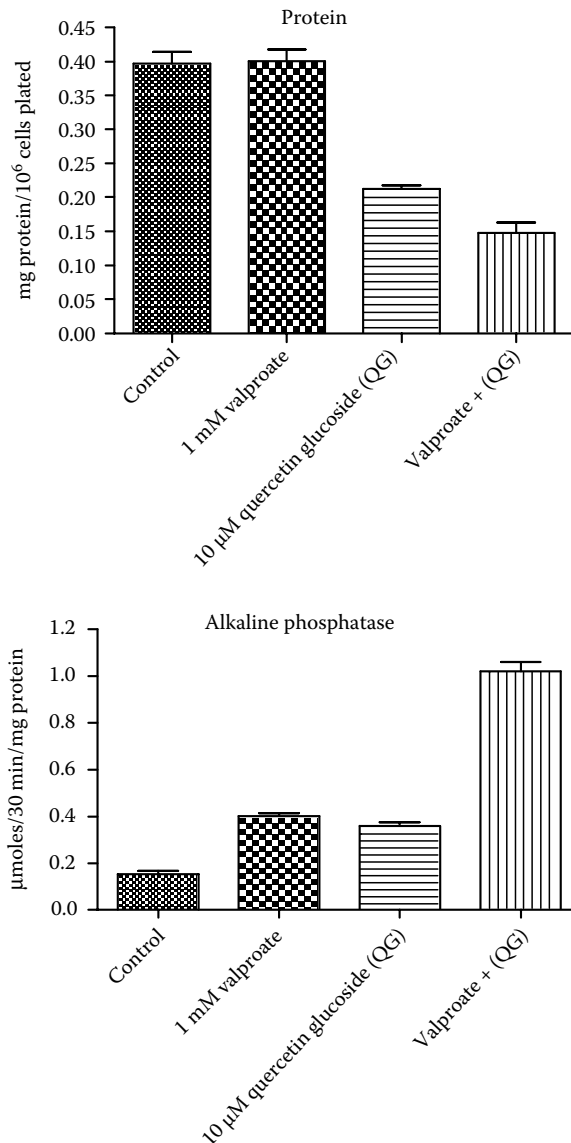 Protein
mg protein/10⁶ cells plated
0.45
0.40
0.35
0.30
0.25
0.20
0.15
0.10
0.05
0.00
Control
1 mM valproate
10 µM quercetin glucoside (QG)
Valproate + (QG)
Alkaline phosphatase
µmoles/30 min/mg protein
1.2
1.0
0.8
0.6
0.4
0.2
0.0
Control
1 mM valproate
10 µM quercetin glucoside (QG)
Valproate + (QG)